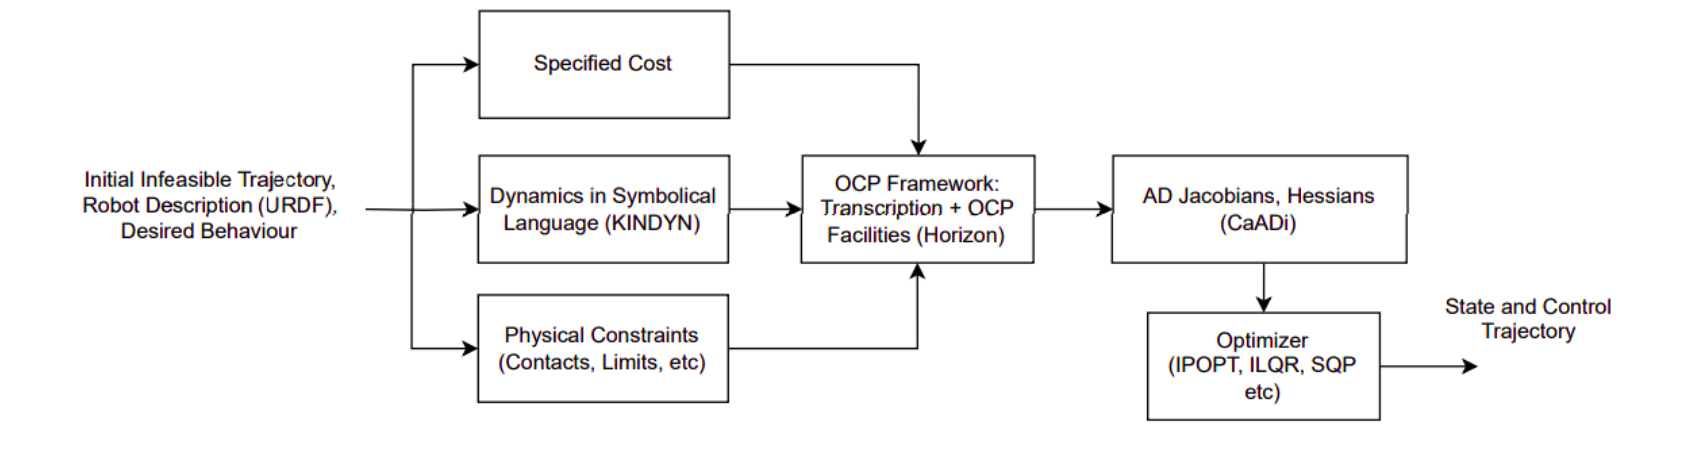 Specified Cost
Initial Infeasible Trajectory,
Robot Description (URDF),
Desired Behaviour
Dynamics in Symbolical
Language (KINDYN)
Physical Constraints
(Contacts, Limits, etc)
OCP Framework:
Transcription + OCP
Facilities (Horizon)
AD Jacobians, Hessians
(CaADi)
Optimizer
(IPOPT, ILQR, SQP
etc)
State and Control
Trajectory